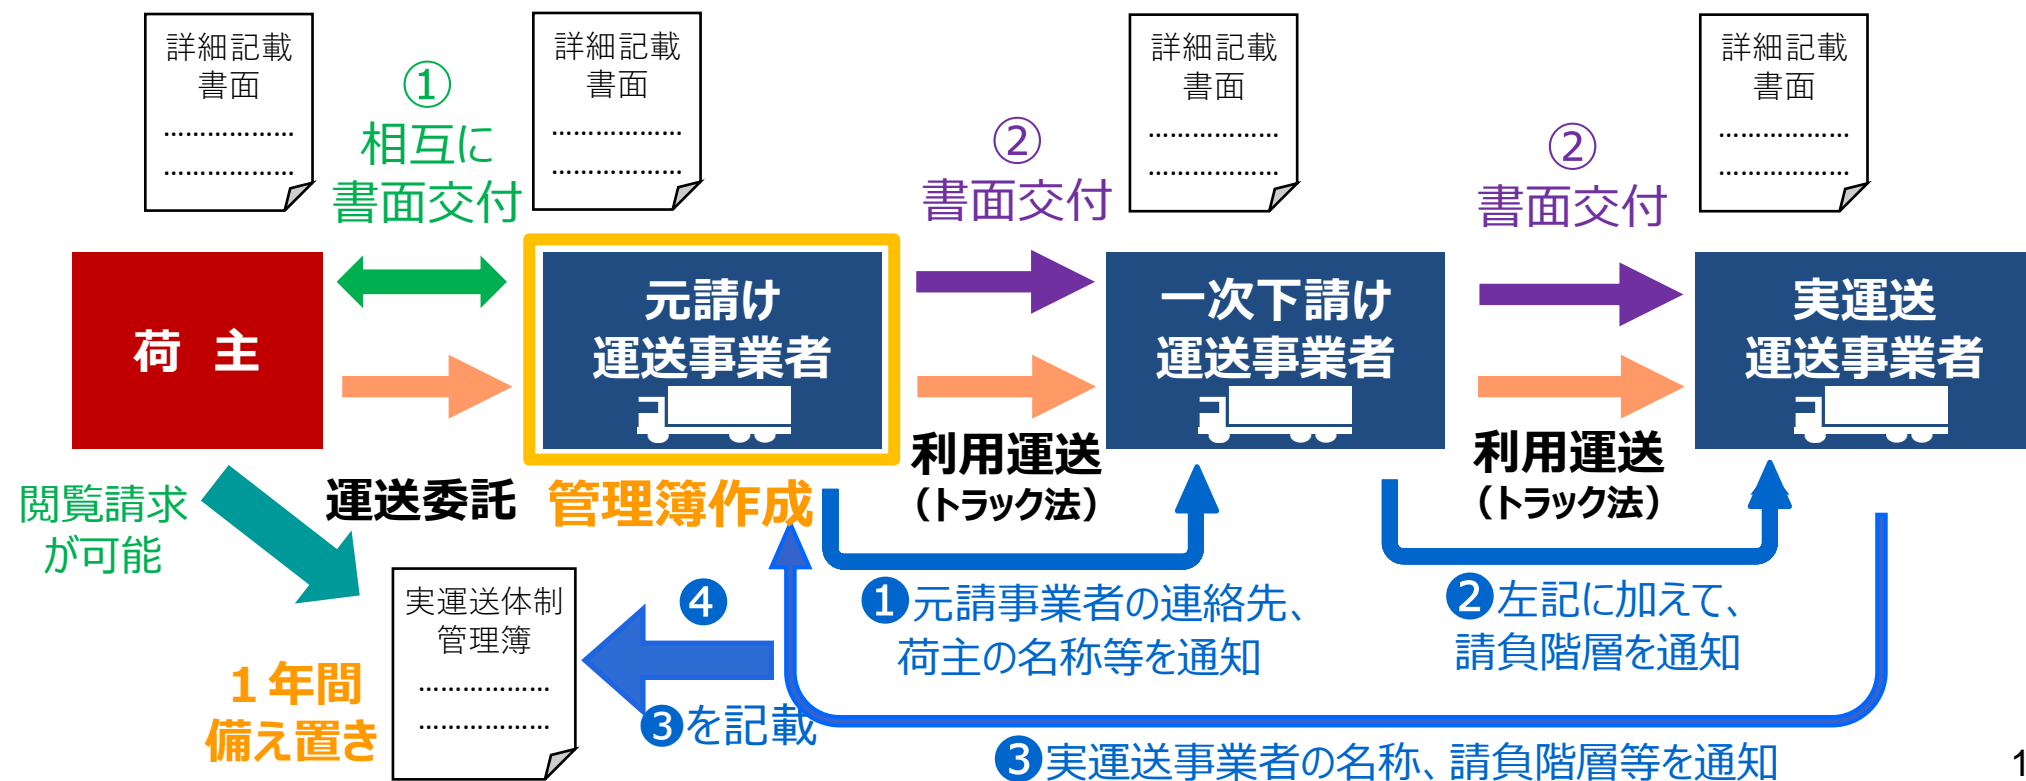 詳細記載
書面
詳細記載
書面
詳細記載
書面
詳細記載
書面
①
相互に
書面交付
②
書面交付
②
書面交付
荷 主
元請け
運送事業者
一次下請け
運送事業者
実運送
運送事業者
運送委託
管理簿作成
利用運送
（トラック法）
利用運送
（トラック法）
閲覧請求
が可能
実運送体制
管理簿
１年間
備え置き
❹
❸を記載
❶元請事業者の連絡先、
荷主の名称等を通知
❷左記に加えて、
請負階層を通知
❸実運送事業者の名称、請負階層等を通知
1